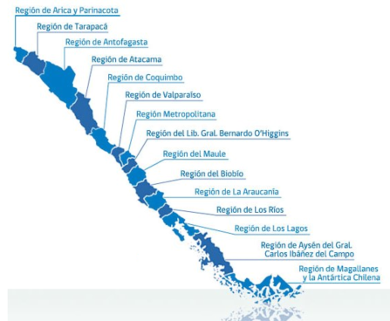 Región de Arica y Parinacota
Región de Tarapacá
Región de Antofagasta
Región de Atacama
Región de Coquimbo
Región de Valparaíso
Región Metropolitana
Región del Lib. Gral. Bernardo O'Higgins
Región del Maule
Región del Biobío
Región de La Araucanía
Región de Los Ríos
Región de Los Lagos
Región de Aysén del Gral.
Carlos Ibáñez del Campo
Región de Magallanes
y la Antártica Chilena